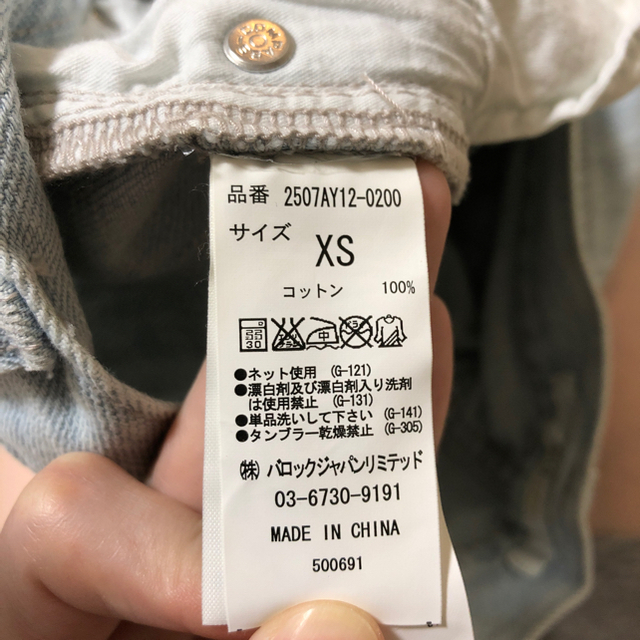 品番 2507AY12-0200
サイズ
XS
コットン 100%
30
中
●ネット使用 (G-121)
●漂白剤及び漂白剤入り洗剤
は使用禁止 (G-131)
●単品洗いして下さい (G-141)
●タンブラー乾燥禁止 (G-305)
(株) バロックジャパンリミテッド
03-6730-9191
MADE IN CHINA
500691